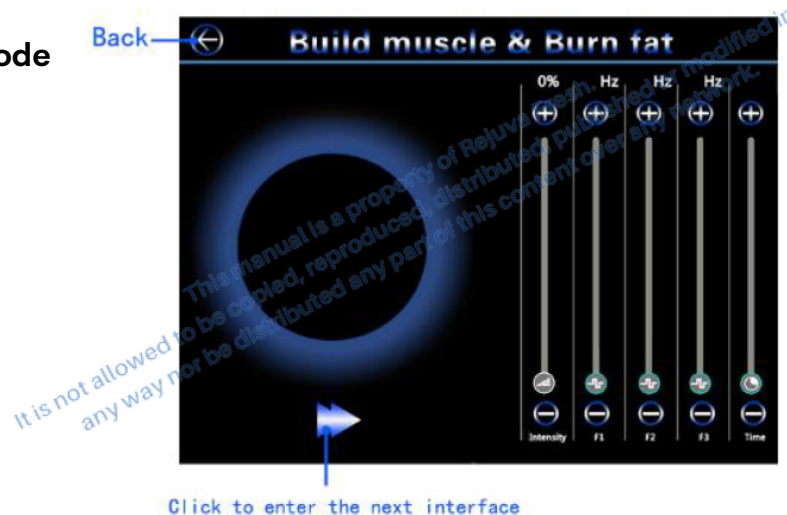 Back
ode
Build muscle & Burn fat
0% Hz Hz Hz
Intensity F1 F2 F3 Time
Click to enter the next interface
This manual is a property of Rejuva Fresh.
It is not allowed to be copied, reproduced, distributed, published or modified in
any way nor be distributed any part of this content over any network.